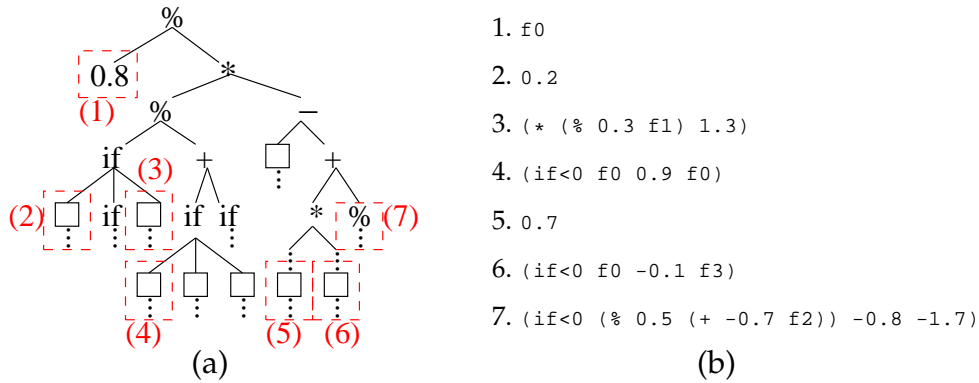 %
0.8
*
(1)
%
−
if
(3)
+
+
(2)
if
if
if
*
%
(7)
(4)
(5)
(6)
(a)
1. f0
2. 0.2
3. (* (% 0.3 f1) 1.3)
4. (if<0 f0 0.9 f0)
5. 0.7
6. (if<0 f0 -0.1 f3)
7. (if<0 (% 0.5 (+ -0.7 f2)) -0.8 -1.7)
(b)